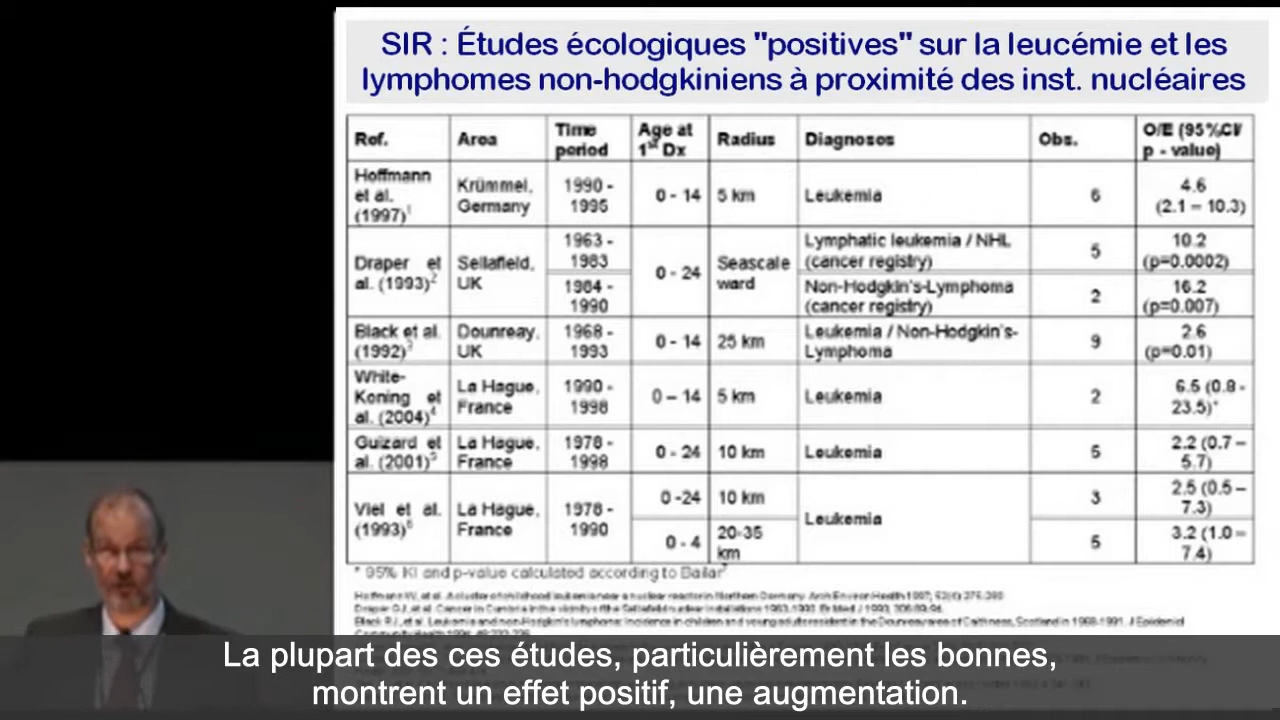 SIR : Études écologiques "positives" sur la leucémie et les
lymphomes non-hodgkiniens à proximité des inst. nucléaires
Ref. Area Time period Age at 1st Dx Radius Diagnoses Obs. O/E (95%CI/ p - value)
Hoffmann et al. (1997)1 Krümmel, Germany 1990 - 1995 0 - 14 5 km Leukemia 6 4.6 (2.1 – 10.3)
Draper et al. (1993)2 Sellafield, UK 1963 - 1983 0 - 24 Seascale ward Lymphatic leukemia / NHL (cancer registry) 5 10.2 (p=0.0002)
1984 - 1990 Non-Hodgkin's-Lymphoma (cancer registry) 2 16.2 (p=0.007)
Black et al. (1992)3 Dounreay, UK 1968 - 1993 0 - 14 25 km Leukemia / Non-Hodgkin's-Lymphoma 9 2.6 (p=0.01)
White-Koning et al. (2004)4 La Hague, France 1990 - 1998 0 – 14 5 km Leukemia 2 6.5 (0.8 - 23.5)*
Guizard et al. (2001)5 La Hague, France 1978 - 1998 0 - 24 10 km Leukemia 5 2.2 (0.7 – 5.7)
Viel et al. (1993)6 La Hague, France 1978 - 1990 0 -24 10 km Leukemia 3 2.5 (0.5 – 7.3)
0 - 4 20-35 km 5 3.2 (1.0 – 7.4)
* 95% KI and p-value calculated according to Bailar7
La plupart des ces études, particulièrement les bonnes,
montrent un effet positif, une augmentation.